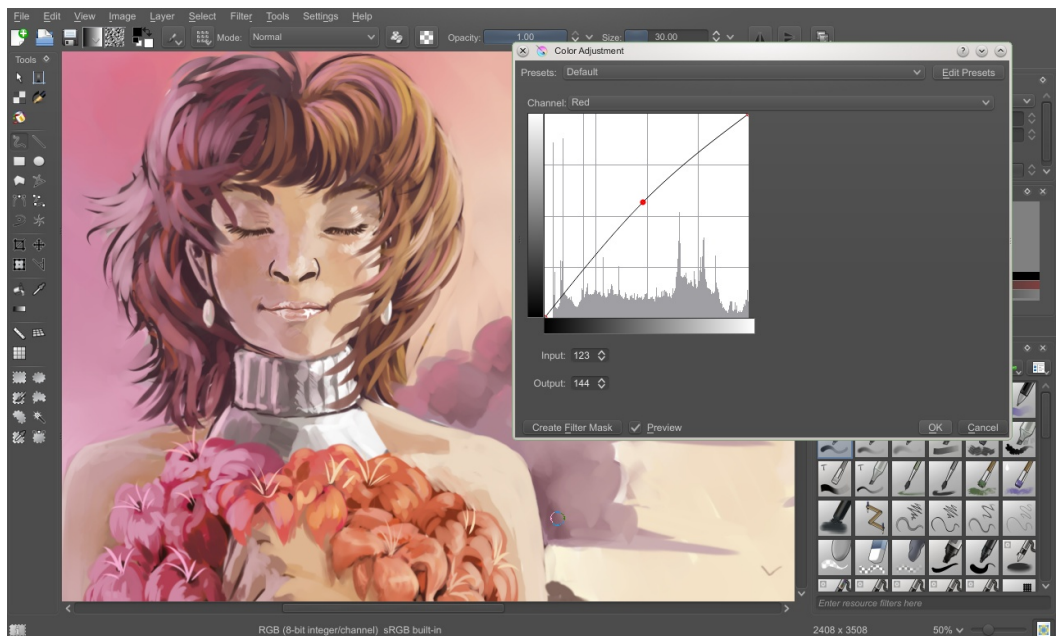 File Edit View Image Layer Select Filter Tools Settings Help
Mode: Normal Opacity: 1.00 Size: 30.00
Tools
Color Adjustment
Presets: Default Edit Presets
Channel: Red
Input: 123
Output: 144
Create Filter Mask Preview OK Cancel
Enter resource filters here
RGB (8-bit integer/channel) sRGB built-in 2408 x 3508 50%